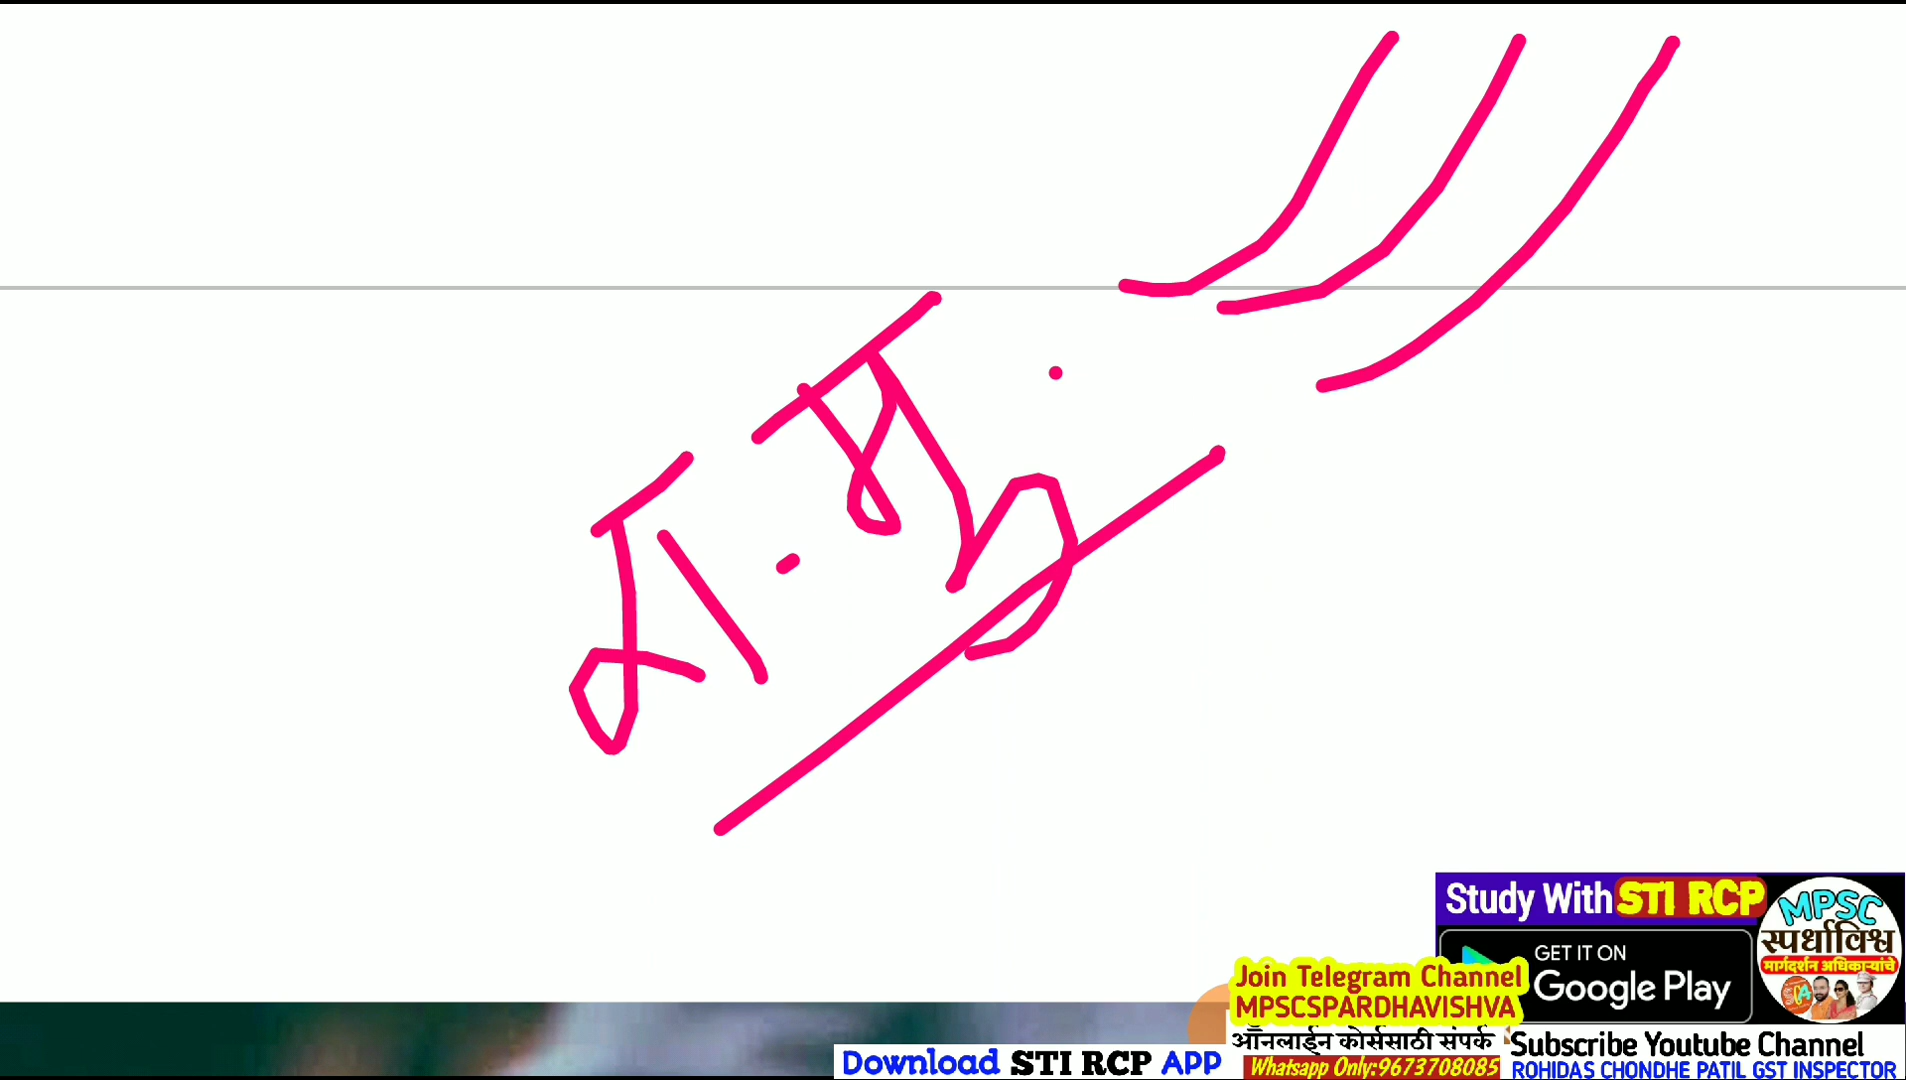 रा. मु.
Study With STI RCP
MPSC
स्पर्धाविश्व
मार्गदर्शन अधिकाऱ्यांचे
GET IT ON
Google Play
Join Telegram Channel
MPSCSPARDHAVISHVA
ऑनलाईन कोर्ससाठी संपर्क
Whatsapp Only:9673708085
Download STI RCP APP
Subscribe Youtube Channel
ROHIDAS CHONDHE PATIL GST INSPECTOR